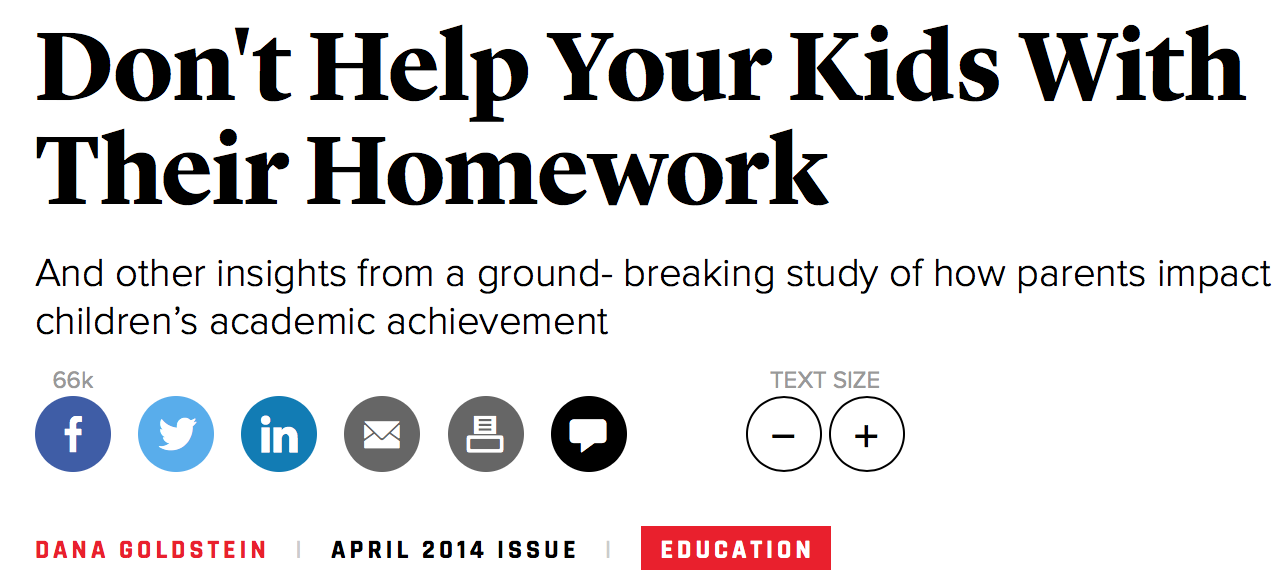 Don't Help Your Kids With
Their Homework
And other insights from a ground- breaking study of how parents impact
children’s academic achievement
66k
TEXT SIZE
f in − +
DANA GOLDSTEIN | APRIL 2014 ISSUE | EDUCATION